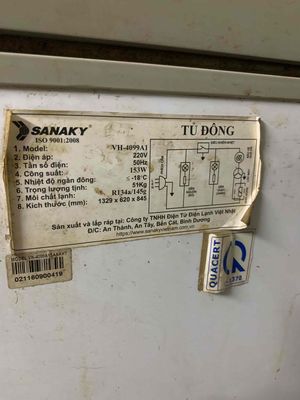 SANAKY
ISO 9001:2008
TỦ ĐÔNG
1. Model: VH-4099A1
2. Điện áp: 220V
3. Tần số điện: 50Hz
4. Công suất: 153W
5. Nhiệt độ ngăn đông: ≤ -18°C
6. Trọng lượng tịnh: 51Kg
7. Môi chất lạnh: R134a/145g
8. Kích thước (mm): 1329 x 620 x 845
Sản xuất và lắp ráp tại: Công ty TNHH Điện Tử Điện Lạnh Việt Nhật
Đ/C: An Thành, An Tây, Bến Cát, Bình Dương
https://www.sanakyvietnam.com.vn
021160900419
QUACERT